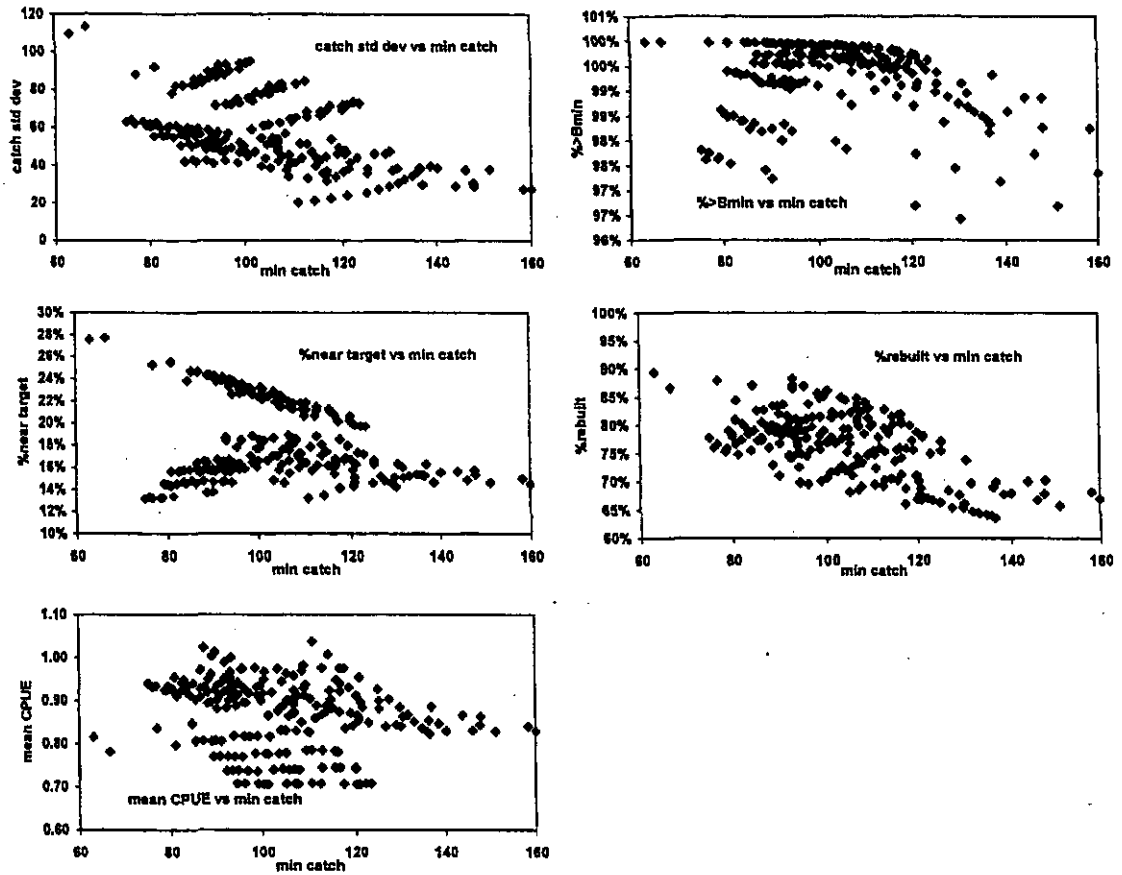 120
100
80
60
40
20
0
catch std dev
catch std dev vs min catch
60 80 100 120 140 160
min catch
101%
100%
100%
99%
99%
98%
98%
97%
97%
96%
%>Bmin
%>Bmin vs min catch
60 80 100 120 140 160
min catch
30%
28%
26%
24%
22%
20%
18%
16%
14%
12%
10%
%near target
%near target vs min catch
60 80 100 120 140 160
min catch
100%
95%
90%
85%
80%
75%
70%
65%
60%
%rebuilt
%rebuilt vs min catch
60 80 100 120 140 160
min catch
1.10
1.00
0.90
0.80
0.70
0.60
mean CPUE
mean CPUE vs min catch
60 80 100 120 140 160
min catch